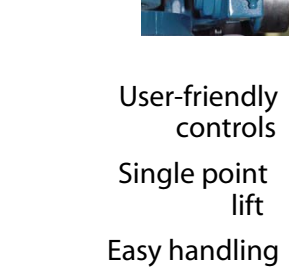 User-friendly
controls
Single point
lift
Easy handling